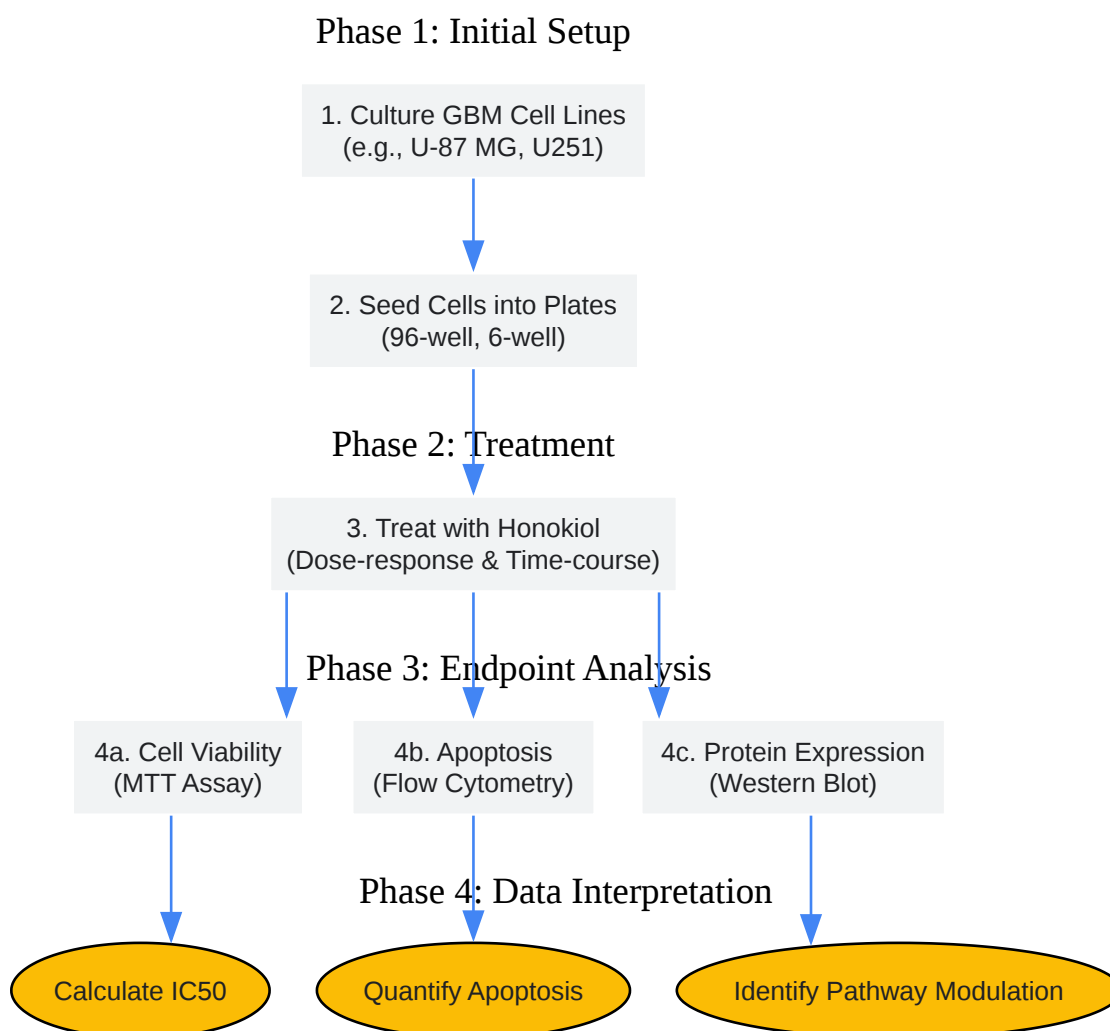 Phase 1: Initial Setup
1. Culture GBM Cell Lines
(e.g., U-87 MG, U251)
2. Seed Cells into Plates
(96-well, 6-well)
Phase 2: Treatment
3. Treat with Honokiol
(Dose-response & Time-course)
Phase 3: Endpoint Analysis
4a. Cell Viability
(MTT Assay)
4b. Apoptosis
(Flow Cytometry)
4c. Protein Expression
(Western Blot)
Phase 4: Data Interpretation
Calculate IC50
Quantify Apoptosis
Identify Pathway Modulation